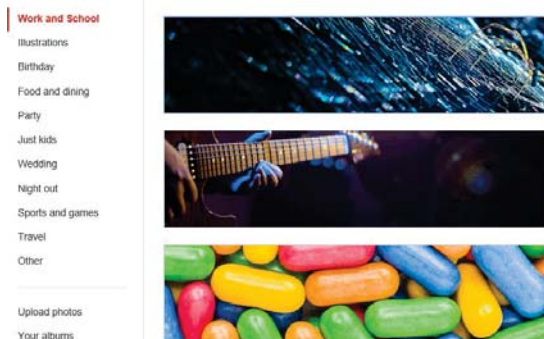 Work and School
Illustrations
Birthday
Food and dining
Party
Just kids
Wedding
Night out
Sports and games
Travel
Other
Upload photos
Your albums